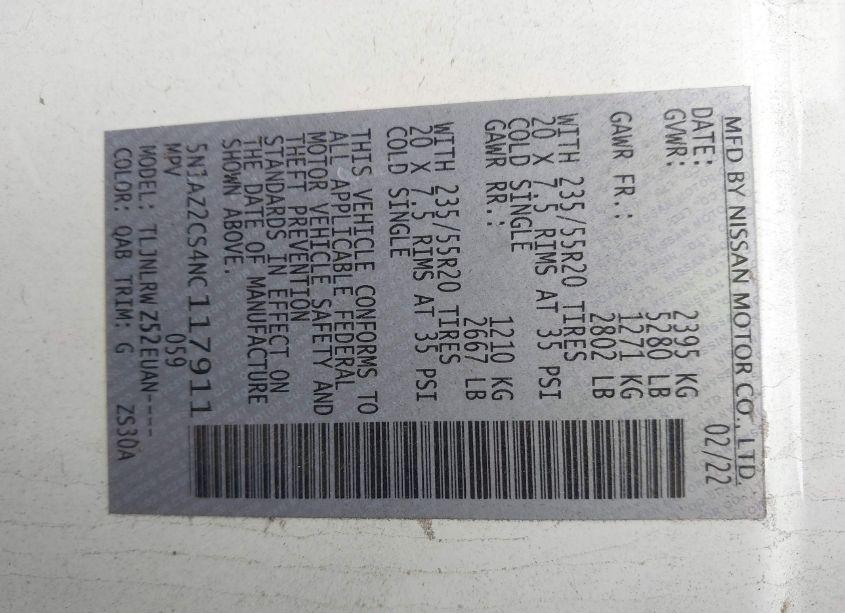 MFD BY NISSAN MOTOR CO., LTD.
DATE: 02/22
GVWR: 2395 KG
5280 LB
GAWR FR.: 1271 KG
2802 LB
WITH 235/55R20 TIRES
20 X 7.5 RIMS AT 35 PSI
COLD SINGLE
GAWR RR.: 1210 KG
2667 LB
WITH 235/55R20 TIRES
20 X 7.5 RIMS AT 35 PSI
COLD SINGLE
THIS VEHICLE CONFORMS TO
ALL APPLICABLE FEDERAL
MOTOR VEHICLE SAFETY AND
THEFT PREVENTION
STANDARDS IN EFFECT ON
THE DATE OF MANUFACTURE
SHOWN ABOVE.
5N1AZ2CS4NC117911
MPV 059
MODEL: TLJNLRW Z52EUAN----
COLOR: QAB TRIM: G ZS30A